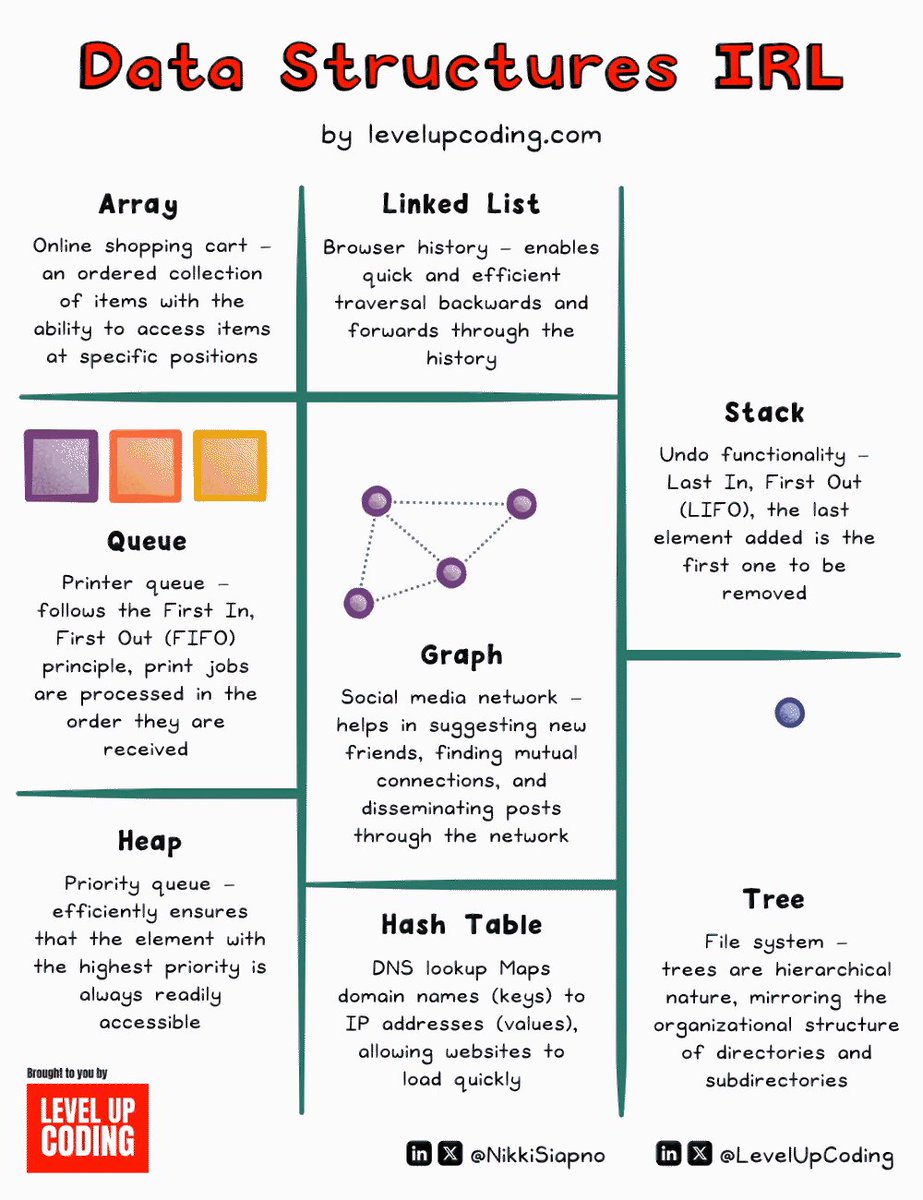 Data Structures IRL
by levelupcoding.com
Array
Online shopping cart –
an ordered collection
of items with the
ability to access items
at specific positions
Linked List
Browser history – enables
quick and efficient
traversal backwards and
forwards through the
history
Stack
Undo functionality –
Last In, First Out
(LIFO), the last
element added is the
first one to be
removed
Queue
Printer queue –
follows the First In,
First Out (FIFO)
principle, print jobs
are processed in the
order they are
received
Graph
Social media network –
helps in suggesting new
friends, finding mutual
connections, and
disseminating posts
through the network
Heap
Priority queue –
efficiently ensures
that the element with
the highest priority is
always readily
accessible
Hash Table
DNS lookup Maps
domain names (keys) to
IP addresses (values),
allowing websites to
load quickly
Tree
File system –
trees are hierarchical
nature, mirroring the
organizational structure
of directories and
subdirectories
Brought to you by
LEVEL UP
CODING
in X @NikkiSiapno
in X @LevelUpCoding